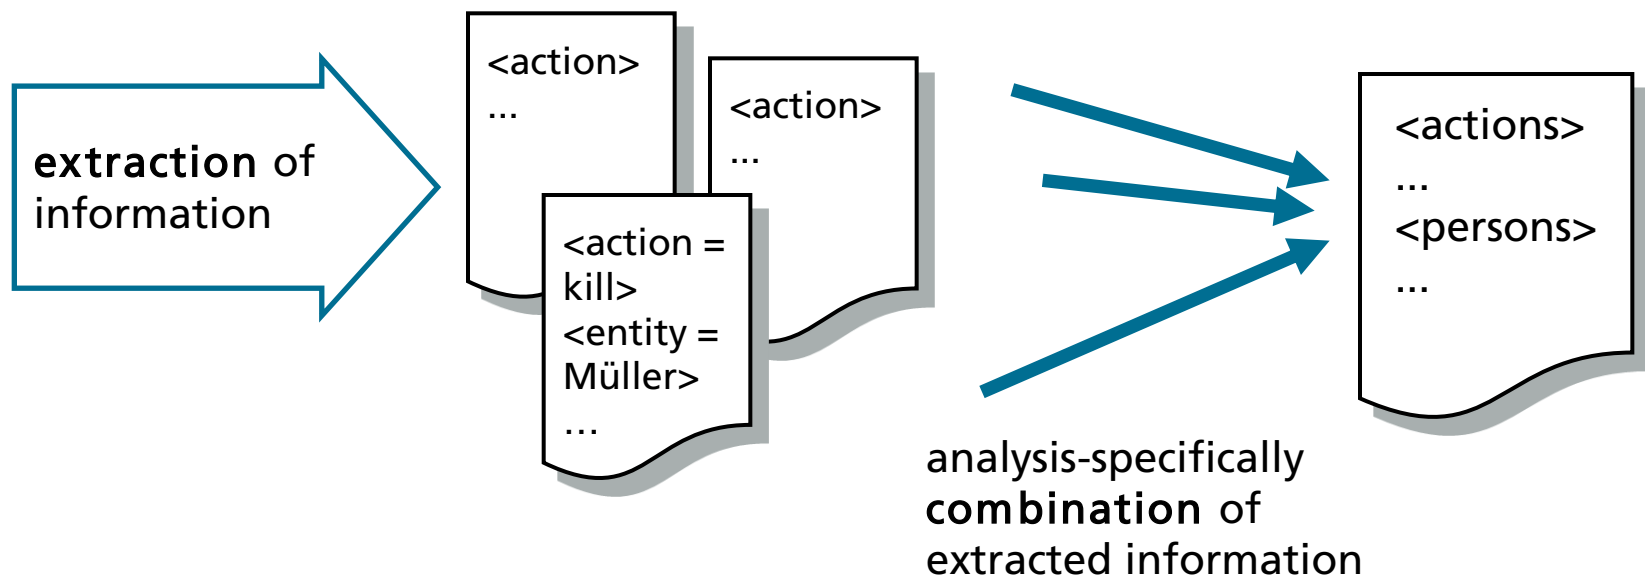 extraction of
information
<action>
...
<action>
...
<action =
kill>
<entity =
Müller>
...
analysis-specifically
combination of
extracted information
<actions>
...
<persons>
...